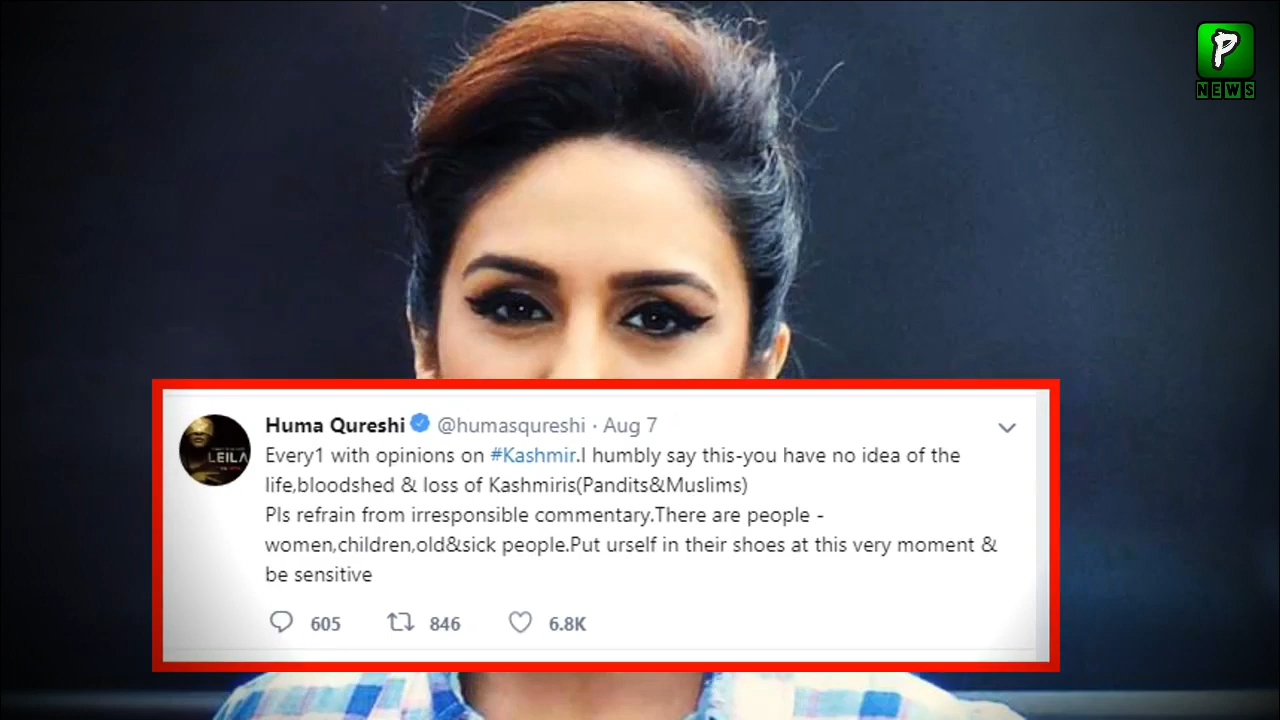 P
NEWS
Huma Qureshi @humasqureshi · Aug 7
Every1 with opinions on #Kashmir.I humbly say this-you have no idea of the
life,bloodshed & loss of Kashmiris(Pandits&Muslims)
Pls refrain from irresponsible commentary.There are people -
women,children,old&sick people.Put urself in their shoes at this very moment &
be sensitive
605 846 6.8K
LEILA